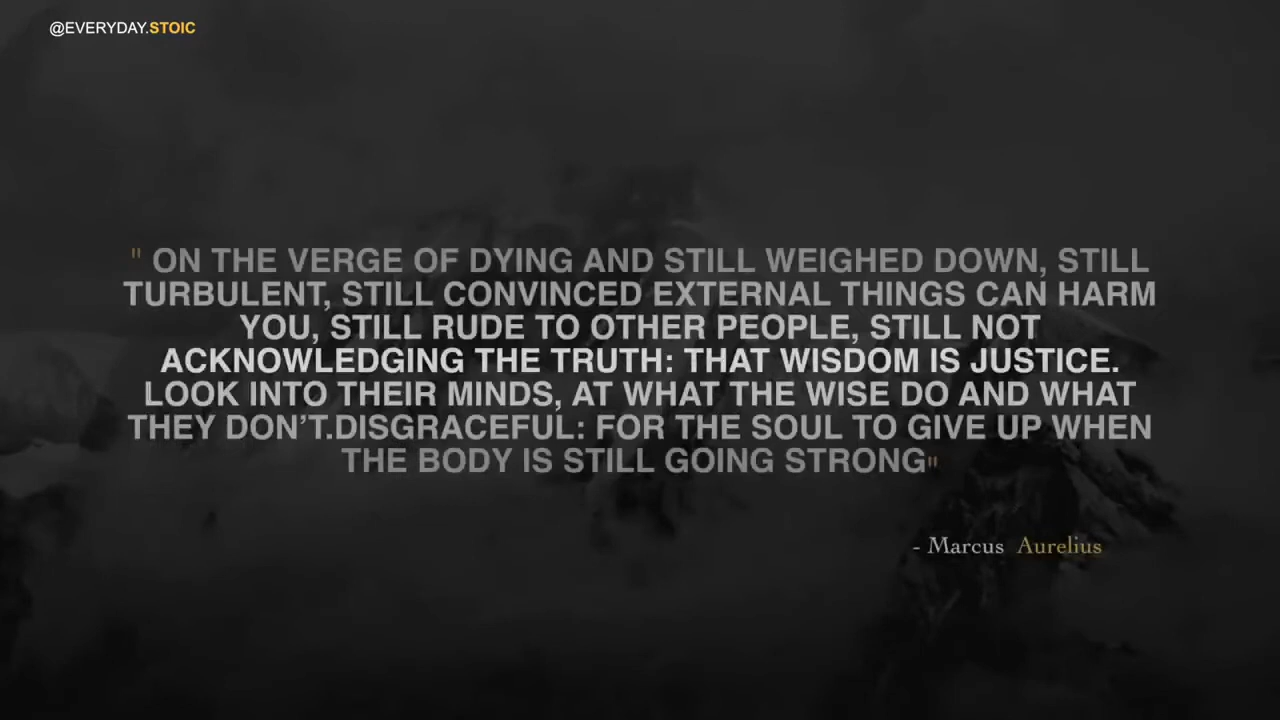 @EVERYDAY.STOIC
" ON THE VERGE OF DYING AND STILL WEIGHED DOWN, STILL
TURBULENT, STILL CONVINCED EXTERNAL THINGS CAN HARM
YOU, STILL RUDE TO OTHER PEOPLE, STILL NOT
ACKNOWLEDGING THE TRUTH: THAT WISDOM IS JUSTICE.
LOOK INTO THEIR MINDS, AT WHAT THE WISE DO AND WHAT
THEY DON’T.DISGRACEFUL: FOR THE SOUL TO GIVE UP WHEN
THE BODY IS STILL GOING STRONG"
- Marcus Aurelius